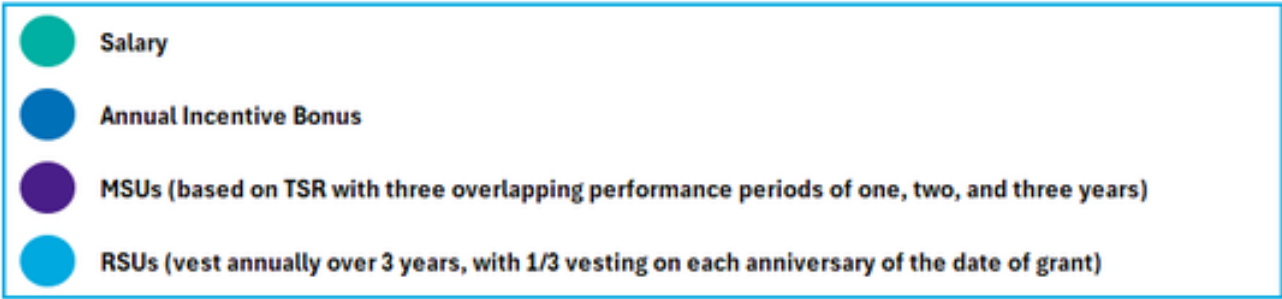 Salary
Annual Incentive Bonus
MSUs (based on TSR with three overlapping performance periods of one, two, and three years)
RSUs (vest annually over 3 years, with 1/3 vesting on each anniversary of the date of grant)